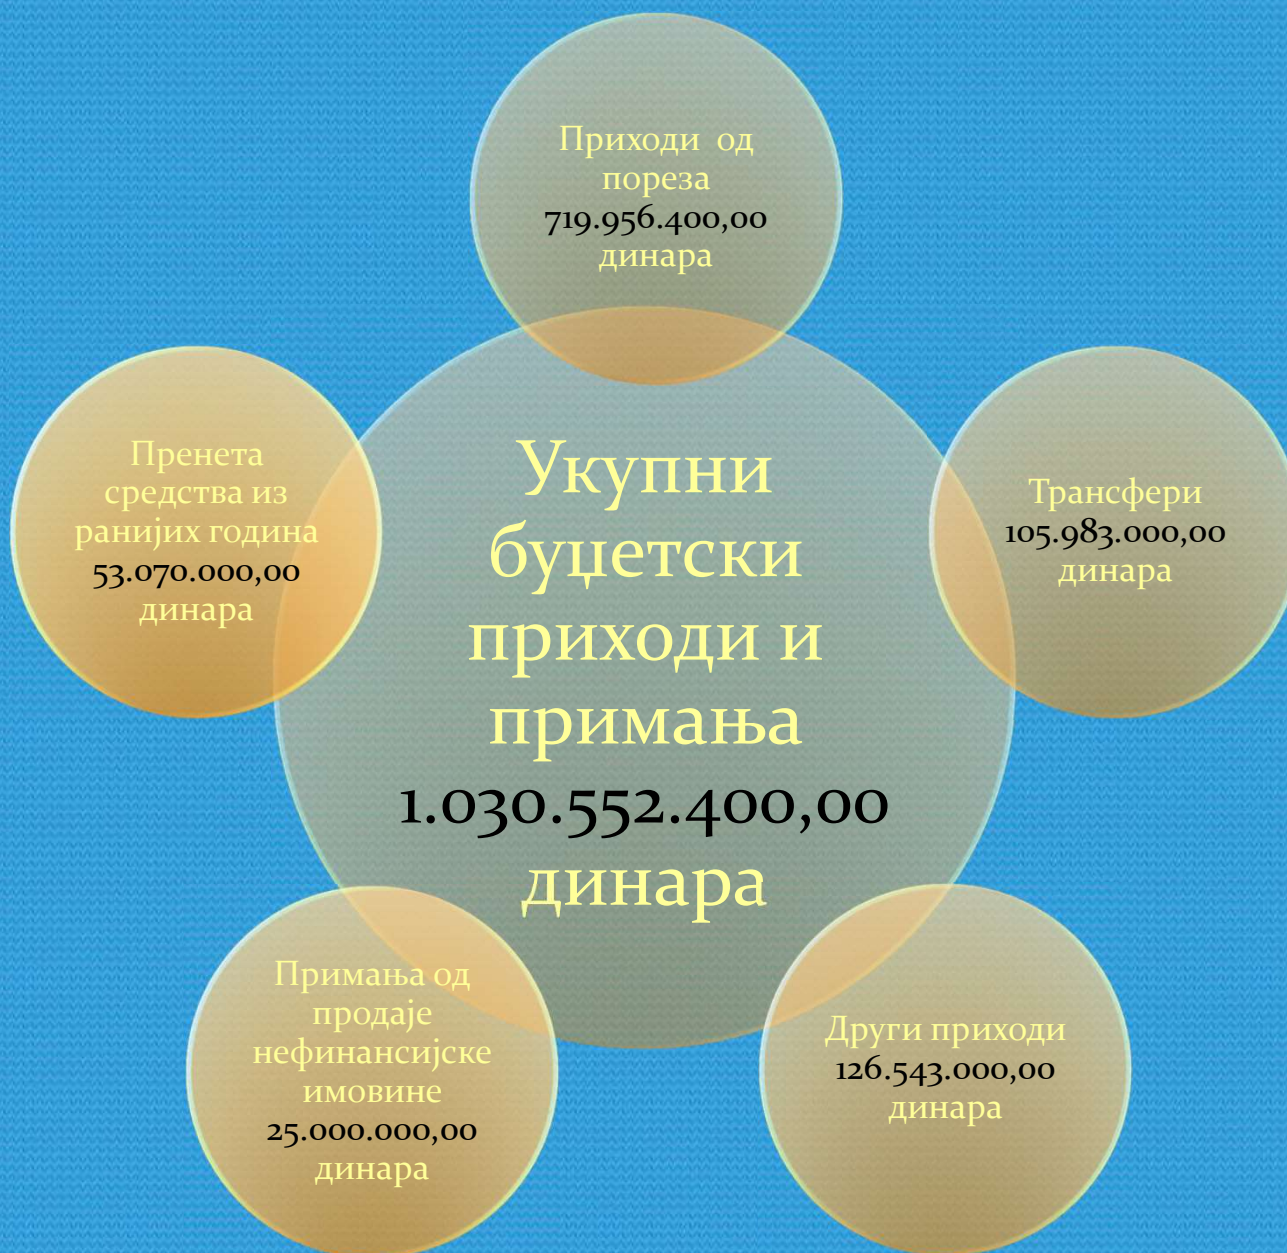 Приходи од
пореза
719.956.400,00
динара
Пренета
средства из
ранијих година
53.070.000,00
динара
Укупни
буџетски
приходи и
примања
1.030.552.400,00
динара
Трансфери
105.983.000,00
динара
Примања од
продаје
нефинансијске
имовине
25.000.000,00
динара
Други приходи
126.543.000,00
динара